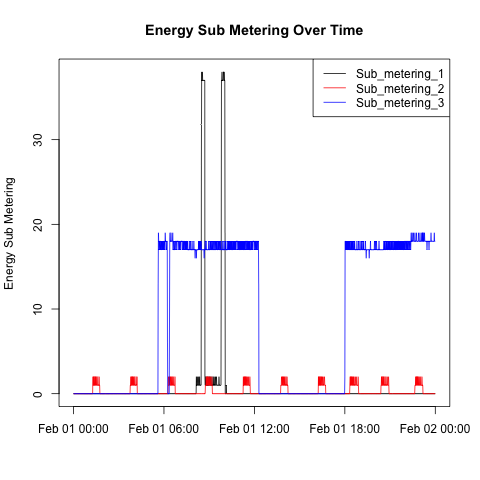 Energy Sub Metering Over Time
Sub_metering_1
Sub_metering_2
Sub_metering_3
Energy Sub Metering
30
20
10
0
Feb 01 00:00 Feb 01 06:00 Feb 01 12:00 Feb 01 18:00 Feb 02 00:00